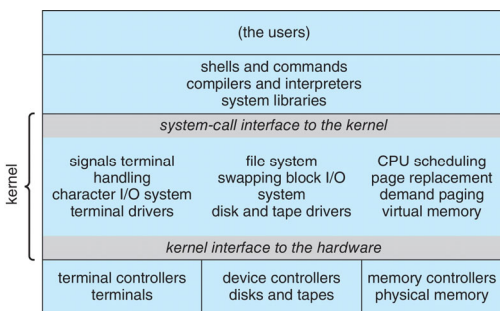 (the users)
shells and commands
compilers and interpreters
system libraries
system-call interface to the kernel
kernel
signals terminal
handling
character I/O system
terminal drivers
file system
swapping block I/O
system
disk and tape drivers
CPU scheduling
page replacement
demand paging
virtual memory
kernel interface to the hardware
terminal controllers
terminals
device controllers
disks and tapes
memory controllers
physical memory